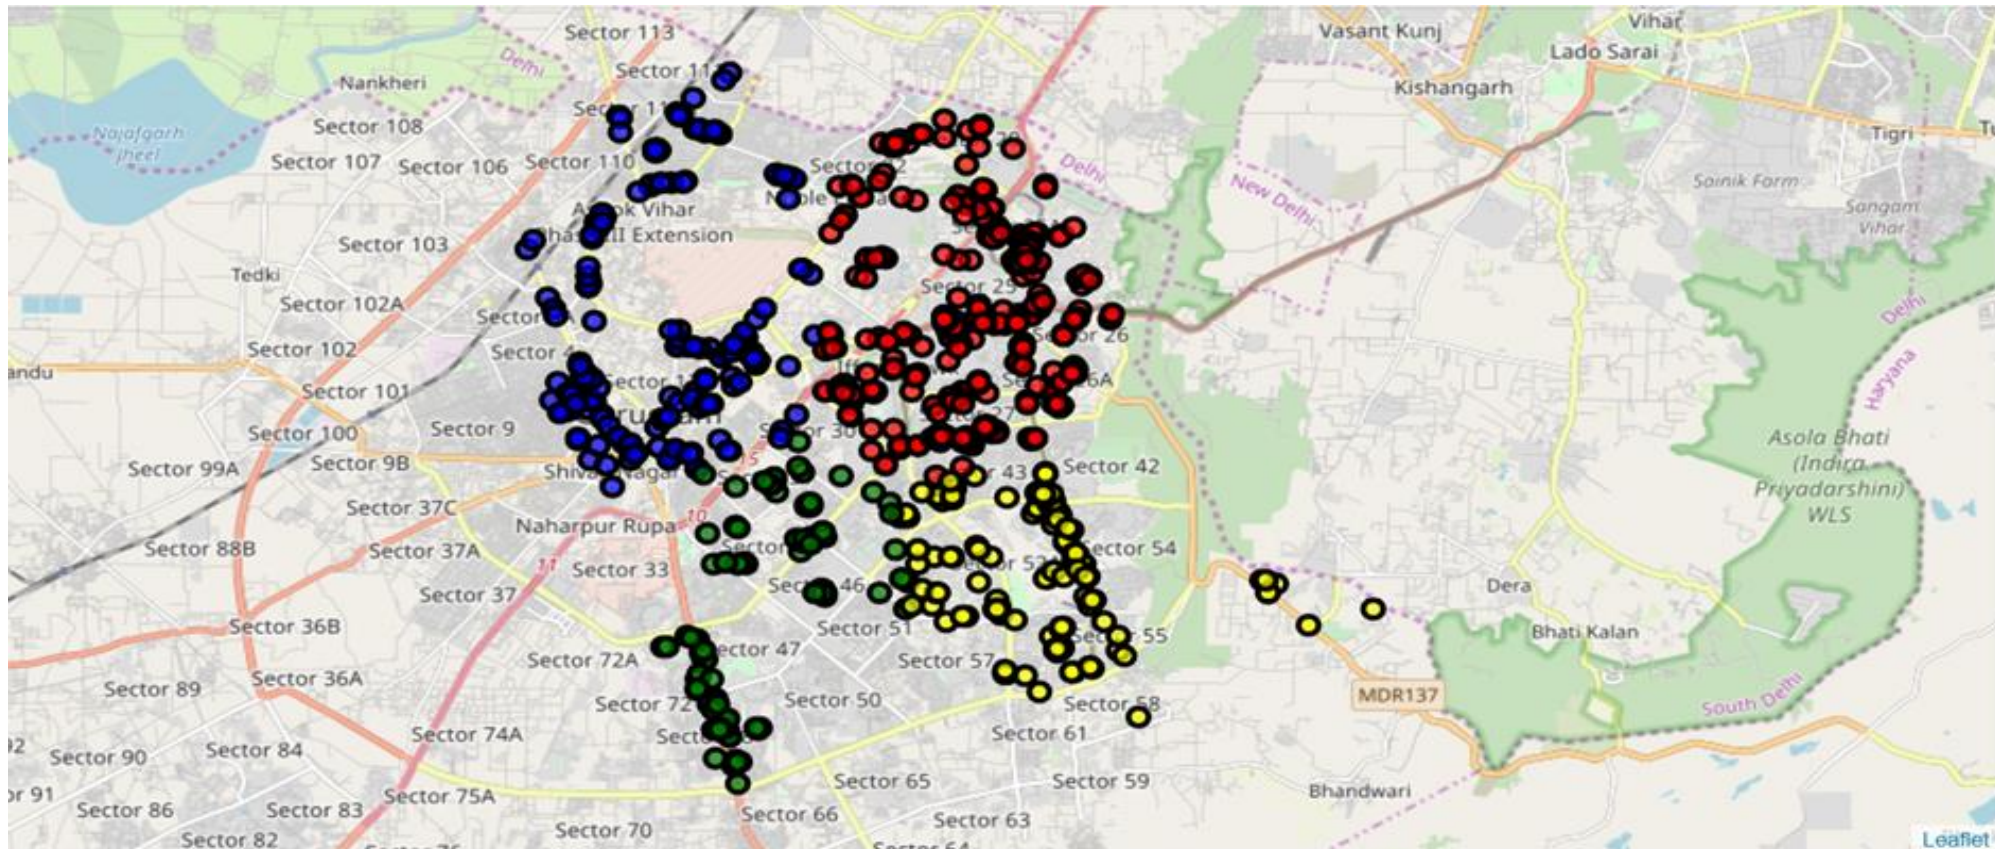 Sector 113
Vihar
Vasant Kunj
Lado Sarai
Delhi
Nankheri
Kishangarh
Najafgarh
jheel
Sector 108
Tigri
Sector 107
Sector 106
Sector 110
Delhi
New Delhi
Sainik Farm
Sangam
Vihar
Sector 103
Extension
Tedki
Sector 102A
Sector 25
Delhi
Sector 102
Haryana
Sector 101
Sector 100
Sector 9
Asola Bhati
(Indira
Priyadarshini)
WLS
Sector 99A
Sector 9B
Sector 42
Sector 37C
Naharpur Rupa
10
Sector 88B
Sector 37A
11
Sector 33
Sector 37
Dera
Sector 36B
Sector 51
Bhati Kalan
Sector 72A
Sector 57
Sector 36A
Sector 89
Sector 50
MDR137
South Delhi
Sector 74A
Sector 61
Sector 84
Sector 90
Sector 65
Sector 59
Bhandwari
Sector 75A
Sector 86
Sector 83
Sector 66
Sector 63
Sector 70
Sector 82
Leaflet